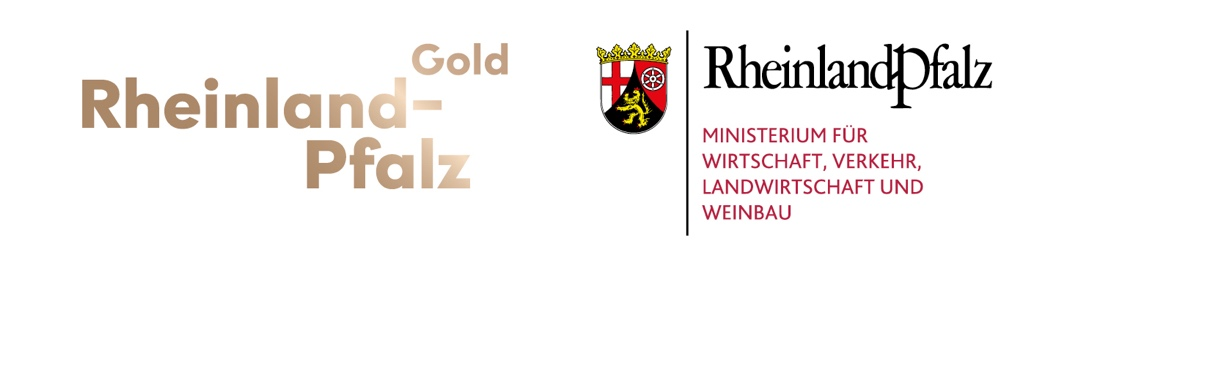 Gold
Rheinland-
Pfalz
RheinlandPfalz
MINISTERIUM FÜR
WIRTSCHAFT, VERKEHR,
LANDWIRTSCHAFT UND
WEINBAU